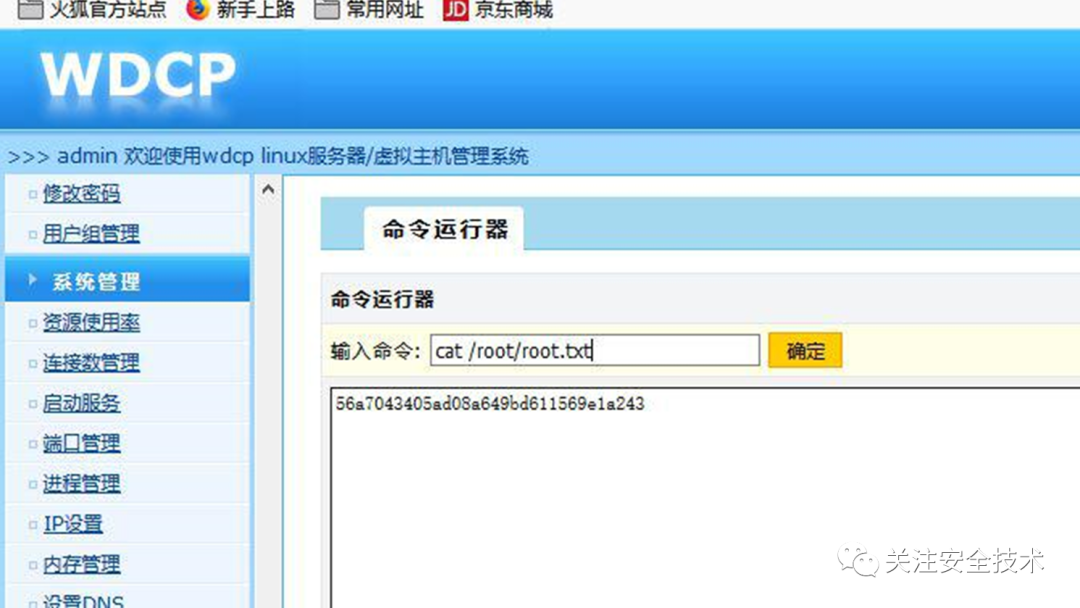 火狐官方站点 新手上路 常用网址 JD 京东商城
WDCP
>>> admin 欢迎使用wdcp linux服务器/虚拟主机管理系统
修改密码
用户组管理
系统管理
资源使用率
连接数管理
启动服务
端口管理
进程管理
IP设置
内存管理
设置DNS
命令运行器
命令运行器
输入命令: cat /root/root.txt 确定
56a7043405ad08a649bd611569e1a243
关注安全技术